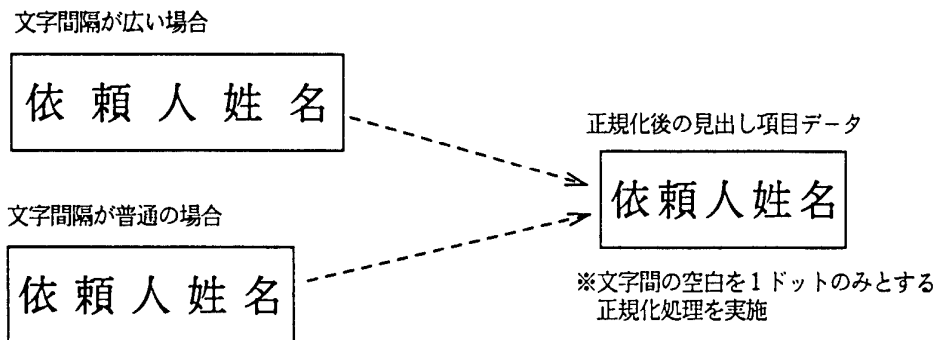 文字間隔が広い場合
依頼人姓名
文字間隔が普通の場合
依頼人姓名
正規化後の見出し項目データ
依頼人姓名
※文字間の空白を1ドットのみとする
正規化処理を実施